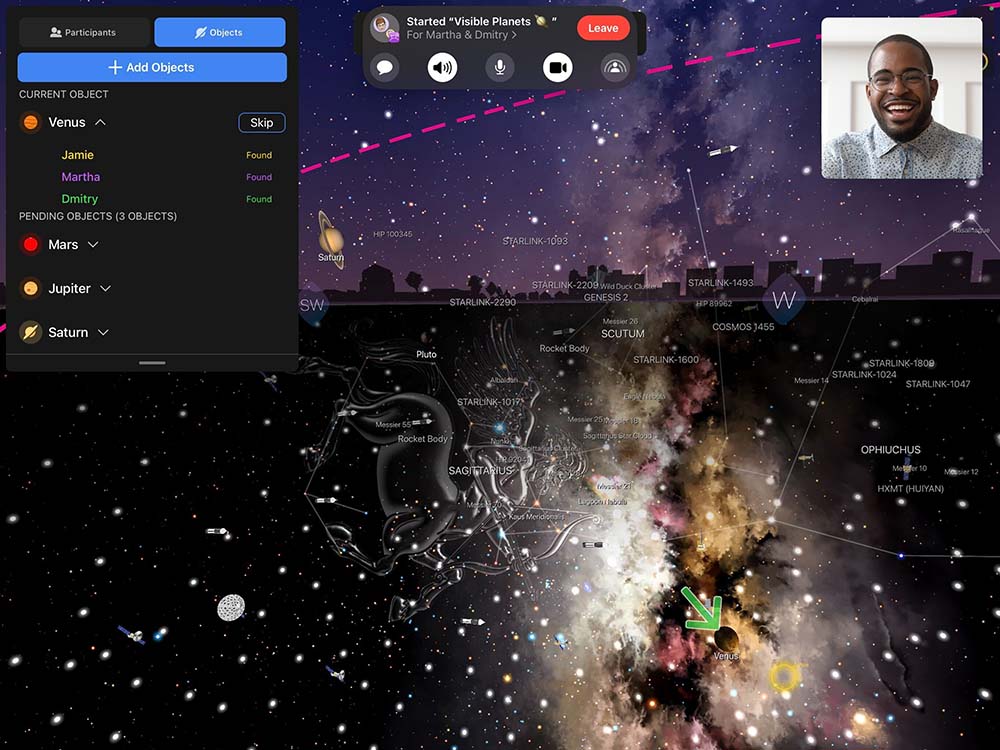 Participants
Objects
Add Objects
CURRENT OBJECT
Venus
Skip
Jamie
Found
Martha
Found
Dmitry
Found
PENDING OBJECTS (3 OBJECTS)
Mars
Jupiter
Saturn
Started “Visible Planets 🪐 ”
For Martha & Dmitry >
Leave
Rasalhague
HIP 100345
STARLINK-1093
Saturn
STARLINK-2209
Wild Duck Cluster
STARLINK-1493
GENESIS 2
STARLINK-2290
SW
W
HIP 89962
Cebalrai
Messier 26
COSMOS 1455
SCUTUM
Rocket Body
Pluto
STARLINK-1600
STARLINK-1809
STARLINK-1024
Messier 14
STARLINK-1047
Albaldah
Eagle Nebula
STARLINK-1017
Messier 55
Messier 25
Messier 18
Rocket Body
Nunki
Sagittarius Star Cloud
OPHIUCHUS
Sagittarius Cluster
SAGITTARIUS
Messier 10
Messier 12
Messier 21
HXMT (HUIYAN)
Lagoon Nebula
Kaus Meridionalis
Venus